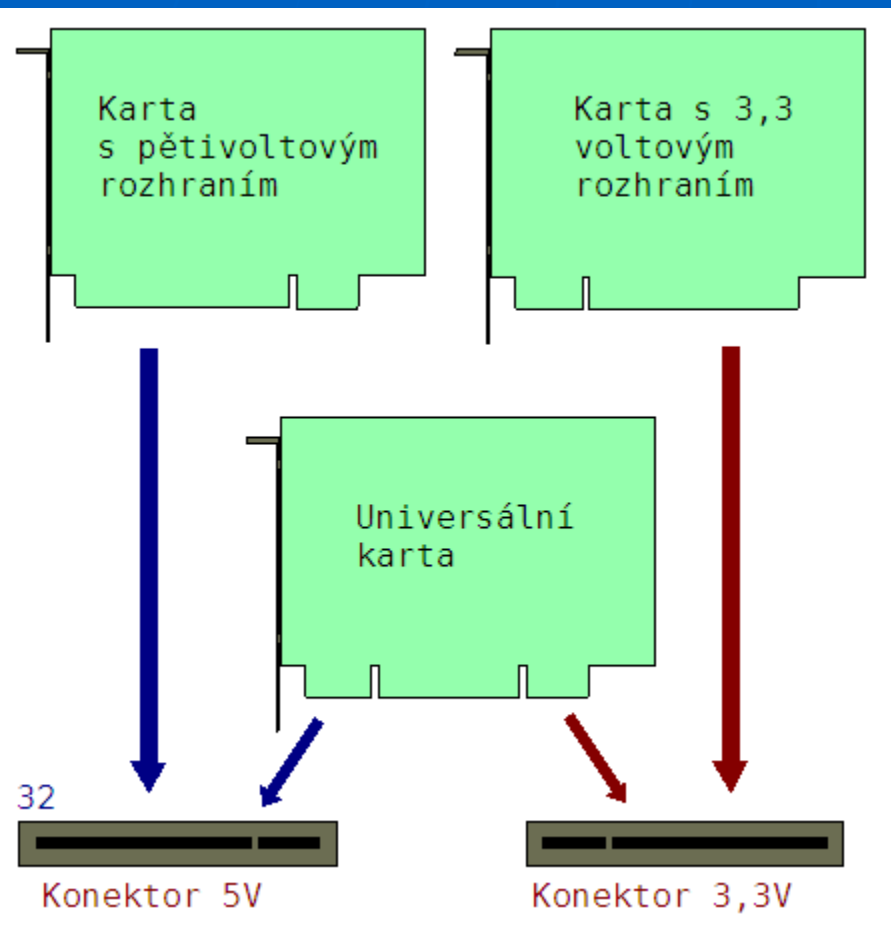 Karta
s pětivoltovým
rozhraním
Karta s 3,3
voltovým
rozhraním
Universální
karta
32
Konektor 5V
Konektor 3,3V